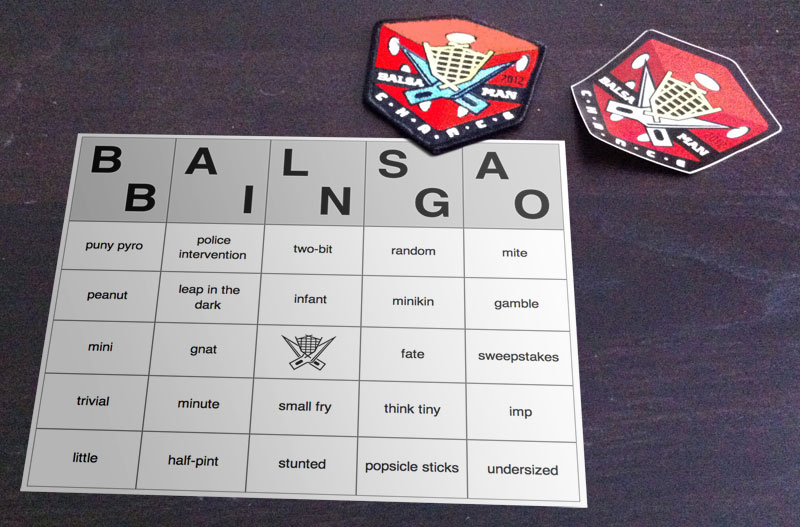 BALSA MAN
2012
CHANCE
BALSA MAN
CHANCE
B A L S A
B I N G O
puny pyro
police
intervention
two-bit
random
mite
peanut
leap in the
dark
infant
minikin
gamble
mini
gnat
fate
sweepstakes
trivial
minute
small fry
think tiny
imp
little
half-pint
stunted
popsicle sticks
undersized